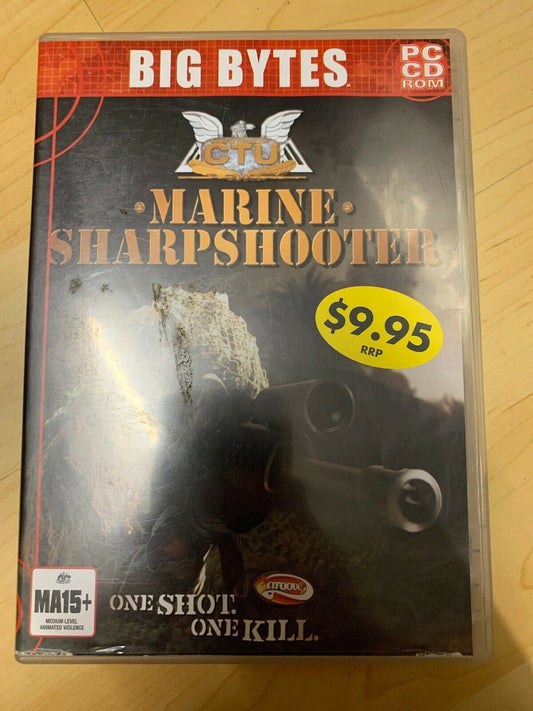 BIG BYTES
PC
CD
ROM
CTU
MARINE
SHARPSHOOTER
$9.95
RRP
groove
MA15+
MEDIUM LEVEL
ANIMATED VIOLENCE
ONE SHOT.
ONE KILL.